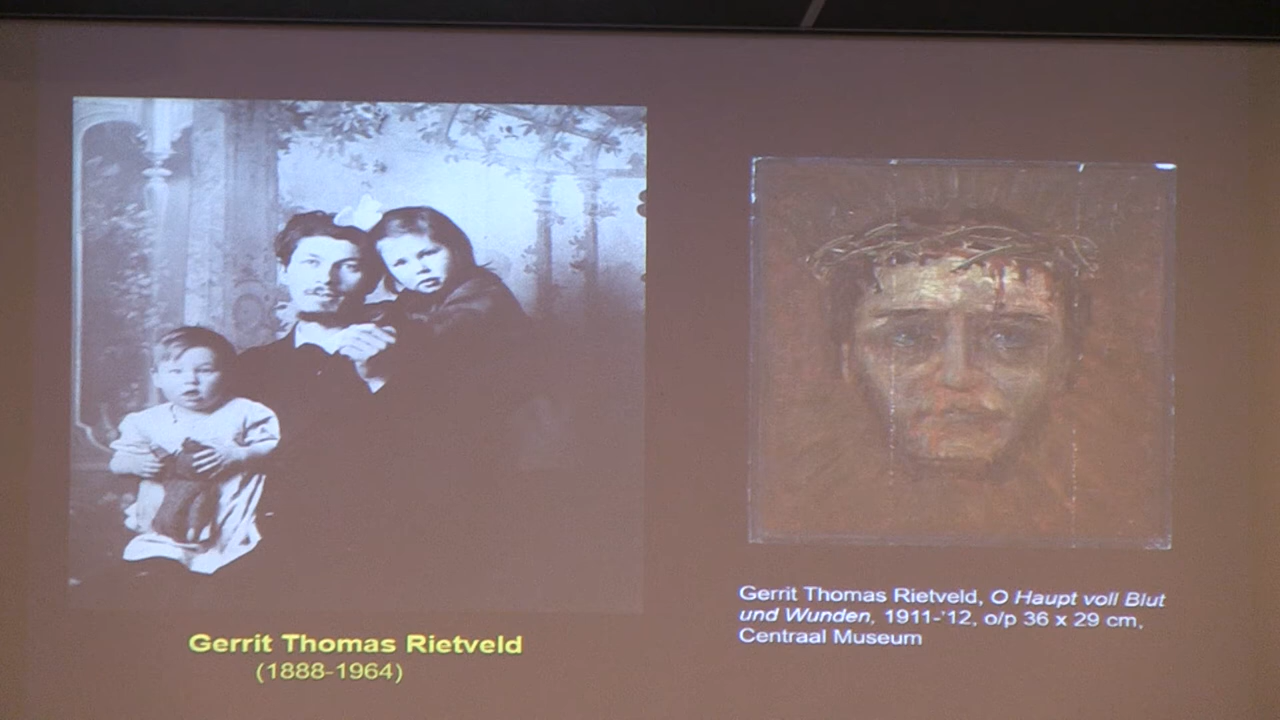 Gerrit Thomas Rietveld
(1888-1964)
Gerrit Thomas Rietveld, O Haupt voll Blut
und Wunden, 1911-'12, o/p 36 x 29 cm,
Centraal Museum